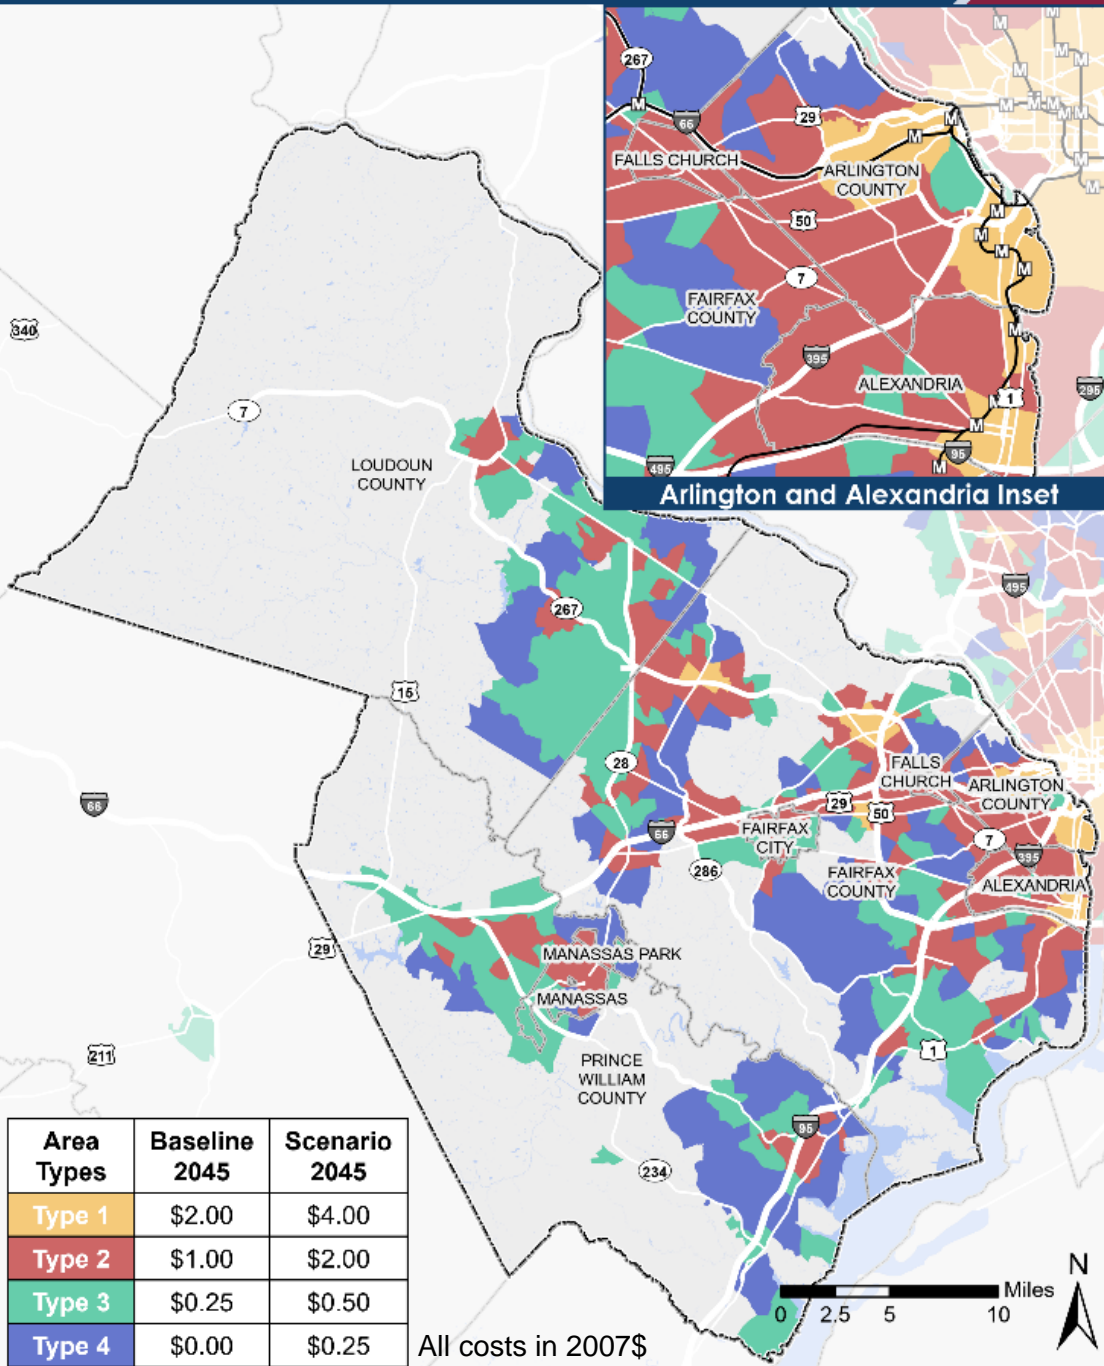 267
M
66
29
M
M
FALLS CHURCH
ARLINGTON
COUNTY
50
M
M
M
M
7
FAIRFAX
COUNTY
M
395
ALEXANDRIA
M
1
295
M
495
95
M
M
M
M
M
M
M
M
M
M
M
M
M
Arlington and Alexandria Inset
340
7
LOUDOUN
COUNTY
495
267
15
28
66
FALLS
CHURCH
ARLINGTON
COUNTY
29
50
66
FAIRFAX
CITY
7
395
286
FAIRFAX
COUNTY
ALEXANDRIA
29
MANASSAS PARK
MANASSAS
211
1
PRINCE
WILLIAM
COUNTY
95
234
Area Types Baseline 2045 Scenario 2045
Type 1 $2.00 $4.00
Type 2 $1.00 $2.00
Type 3 $0.25 $0.50
Type 4 $0.00 $0.25
All costs in 2007$
N
Miles
0 2.5 5 10